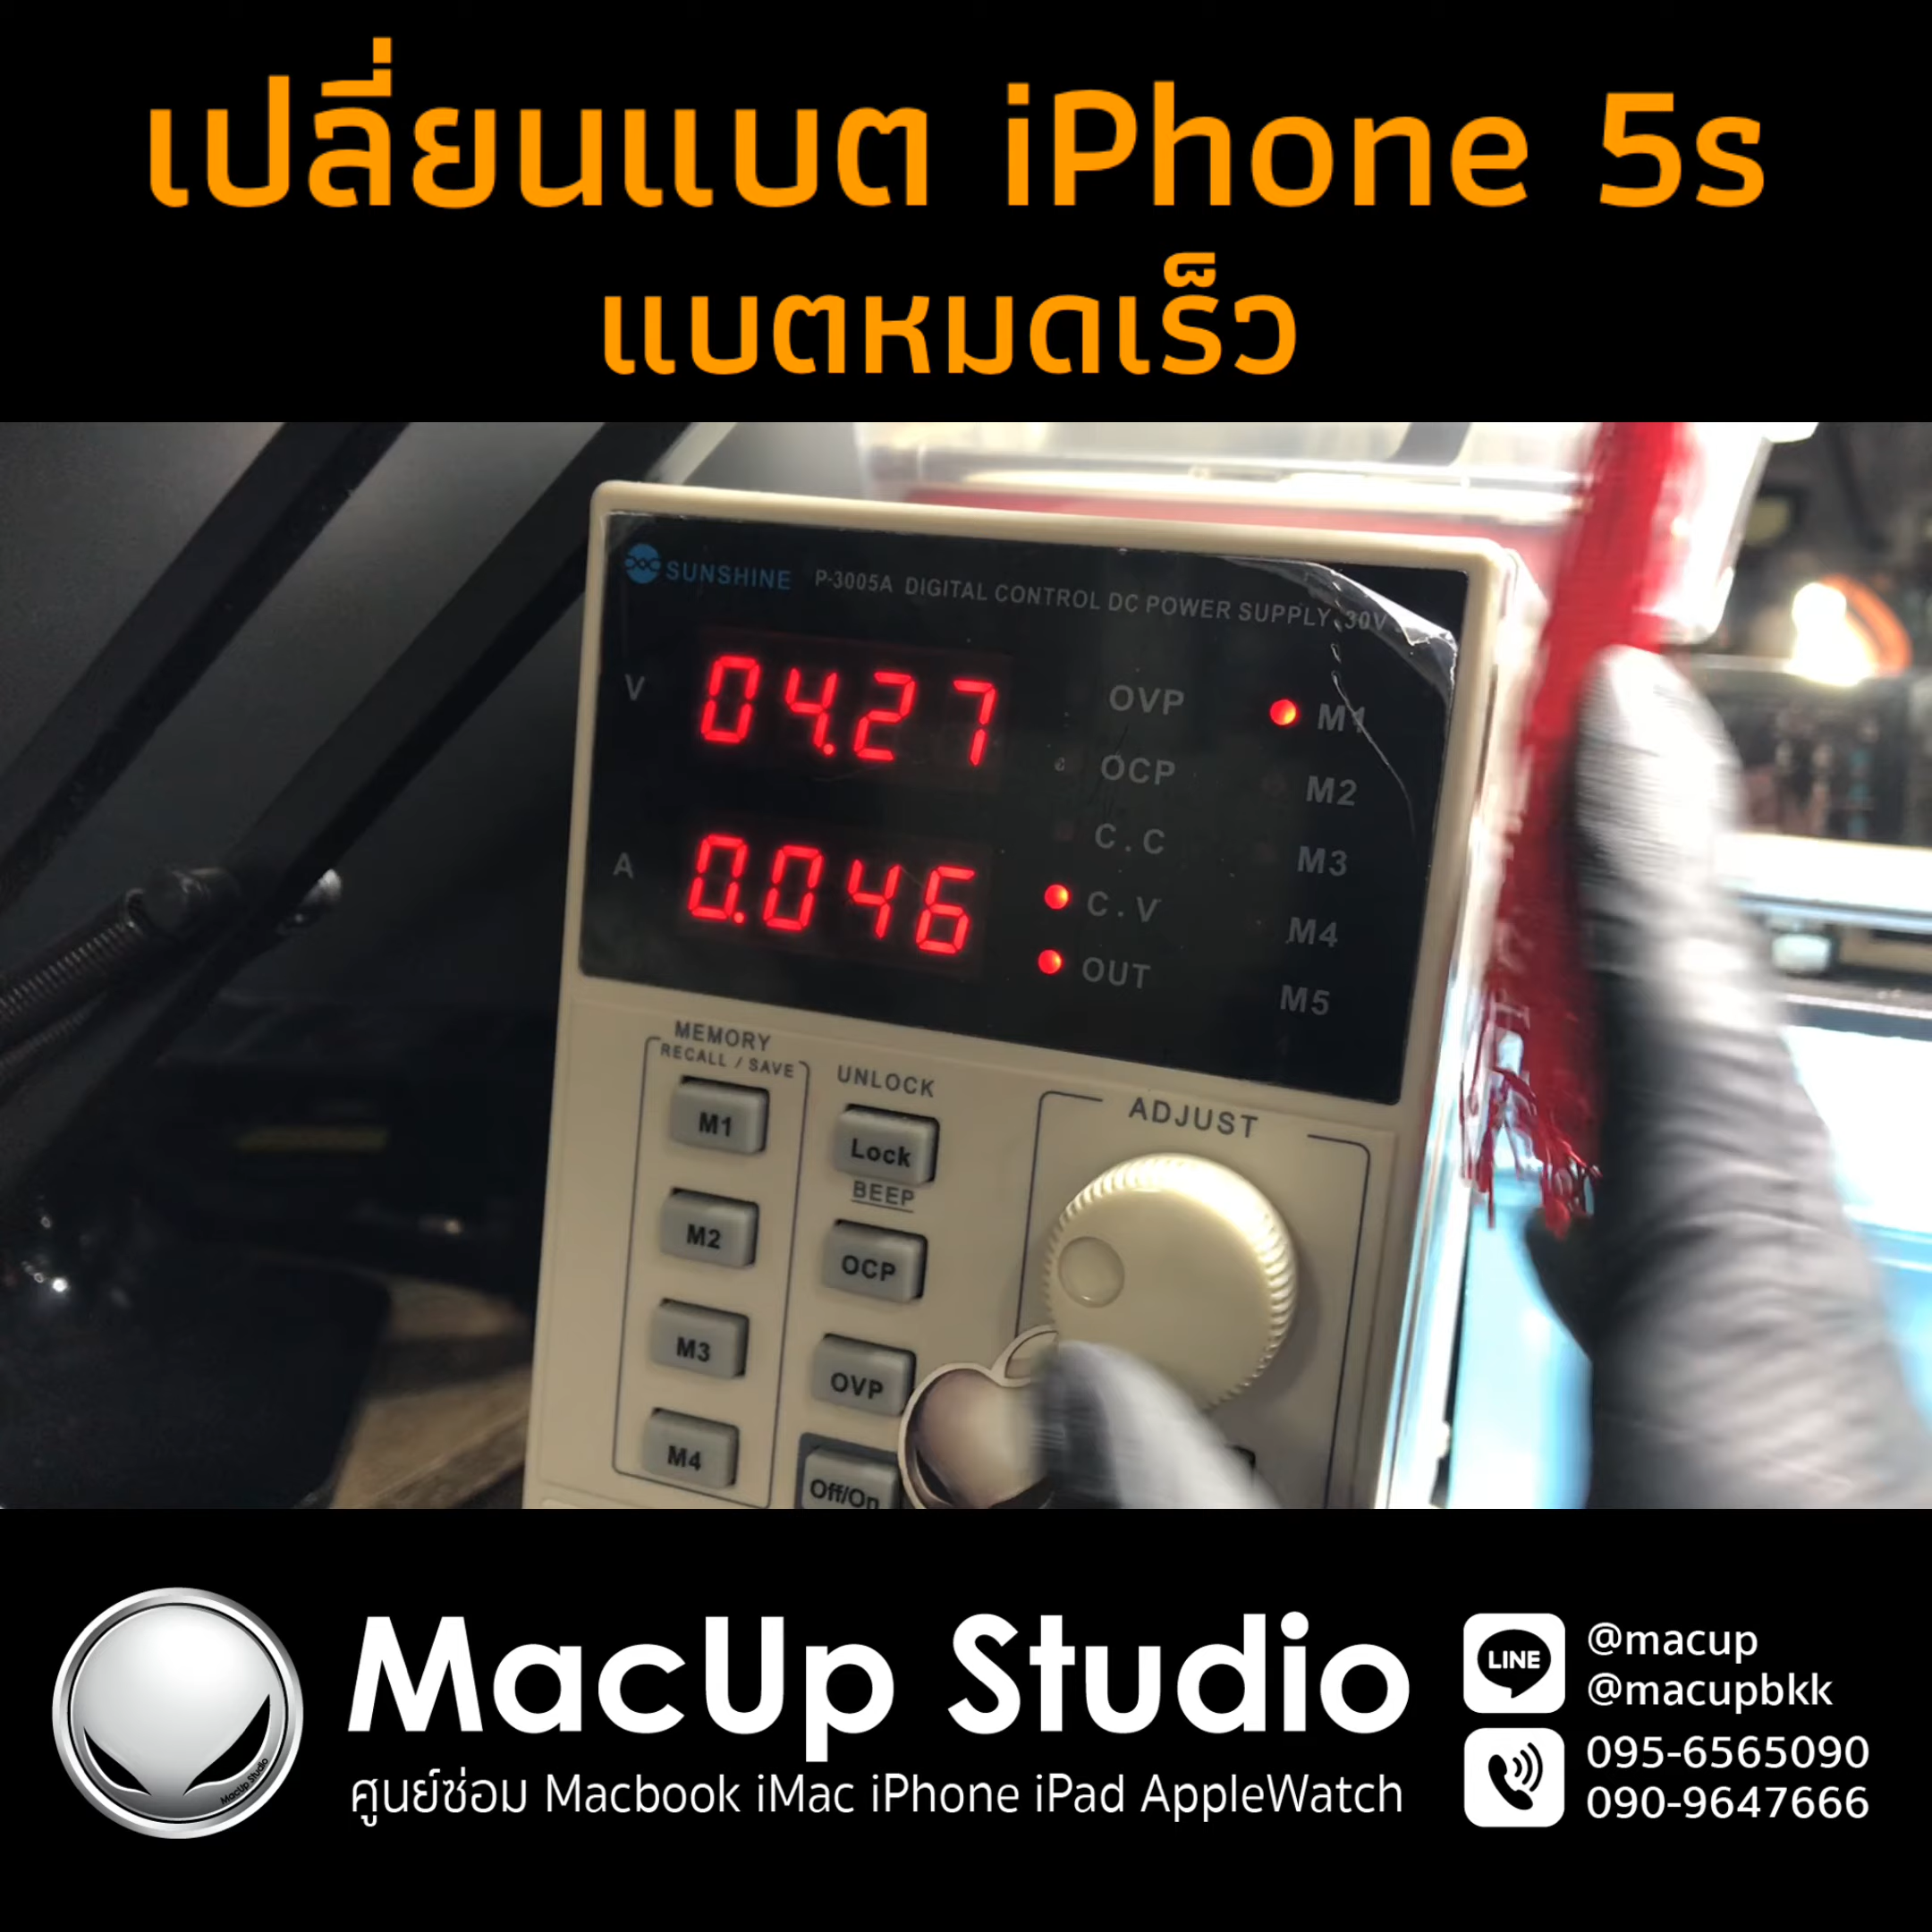 เปลี่ยนแบต iPhone 5s
แบตหมดเร็ว
SUNSHINE P-3005A DIGITAL CONTROL DC POWER SUPPLY 30V
V 04.27
A 0.046
OVP
OCP
C.C
C.V
OUT
M1
M2
M3
M4
M5
MEMORY
RECALL / SAVE
M1
M2
M3
M4
UNLOCK
Lock
BEEP
OCP
OVP
Off/On
ADJUST
MacUp Studio
MacUp Studio
ศูนย์ซ่อม Macbook iMac iPhone iPad AppleWatch
LINE
@macup
@macupbkk
095-6565090
090-9647666